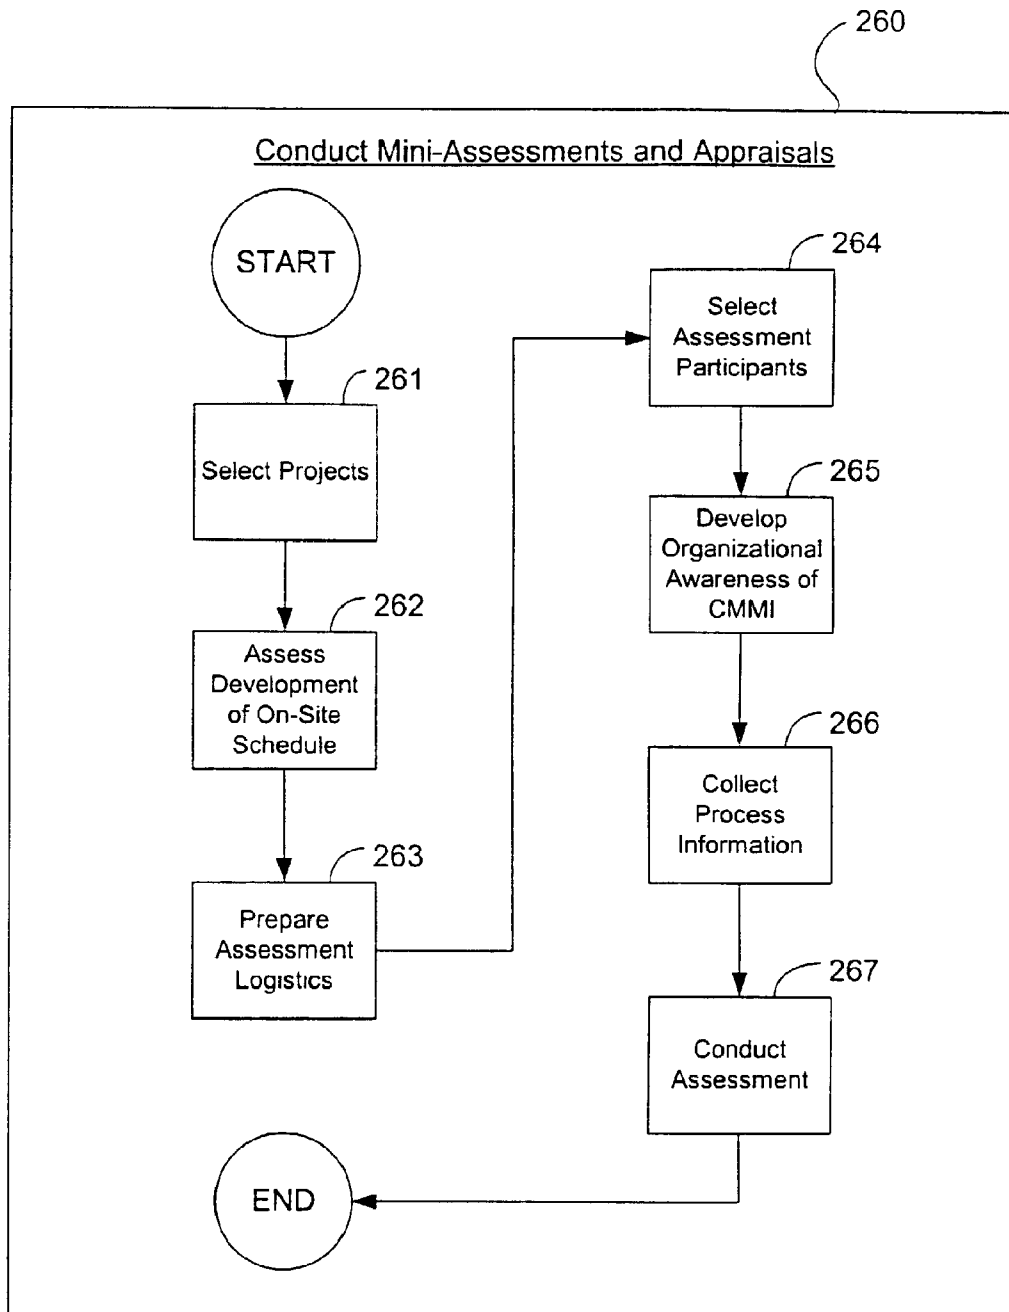 260
Conduct Mini-Assessments and Appraisals
START
261
Select Projects
262
Assess
Development
of On-Site
Schedule
263
Prepare
Assessment
Logistics
264
Select
Assessment
Participants
265
Develop
Organizational
Awareness of
CMMI
266
Collect
Process
Information
267
Conduct
Assessment
END